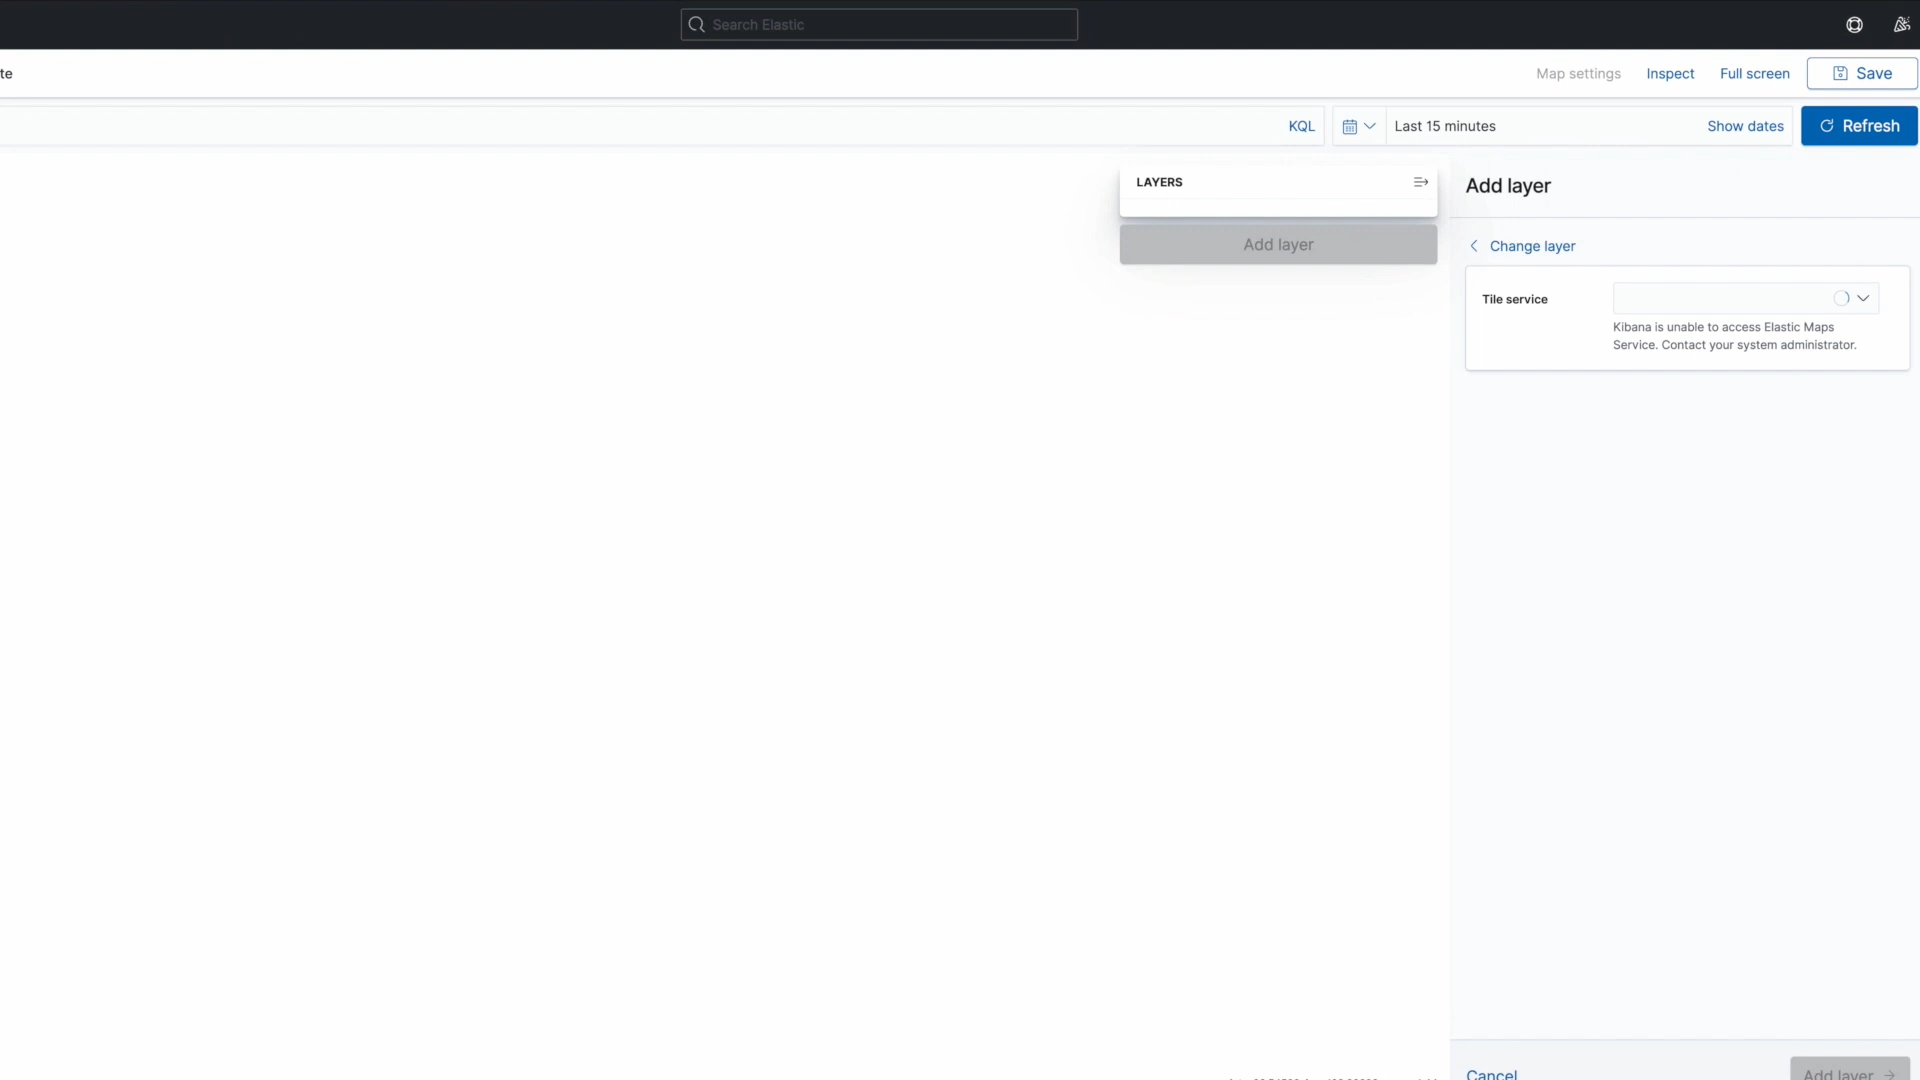 Search Elastic
te
Map settings
Inspect
Full screen
Save
KQL
Last 15 minutes
Show dates
Refresh
LAYERS
Add layer
Add layer
Change layer
Tile service
Kibana is unable to access Elastic Maps
Service. Contact your system administrator.
Cancel
Add layer